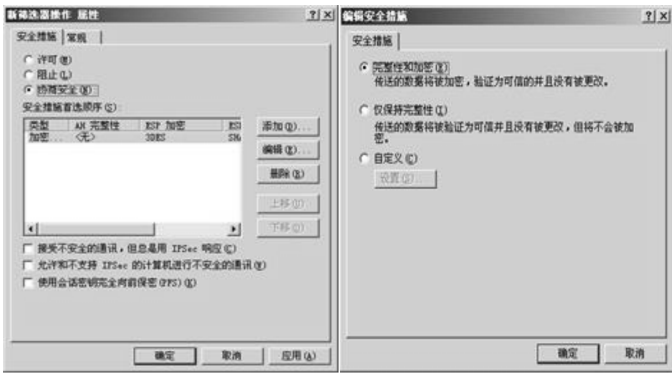 新筛选器操作 属性
安全措施 常规
许可(M)
阻止(L)
协商安全(N)
安全措施首选顺序(S):
类型 AH 完整性 ESP 加密 ES
加密... <无> 3DES SHA
添加(D)...
编辑(E)...
删除(R)
上移(U)
下移(O)
接受不安全的通讯，但总是用 IPSec 响应(C)
允许和不支持 IPSec 的计算机进行不安全的通讯(W)
使用会话密钥完全向前保密(PFS)(K)
确定 取消 应用(A)
编辑安全措施
安全措施
完整性和加密(E)
传送的数据将被加密，验证为可信的并且没有被更改。
仅保持完整性(I)
传送的数据将被验证为可信并且没有被更改，但将不会被加
密。
自定义(C)
设置(S)...
确定 取消